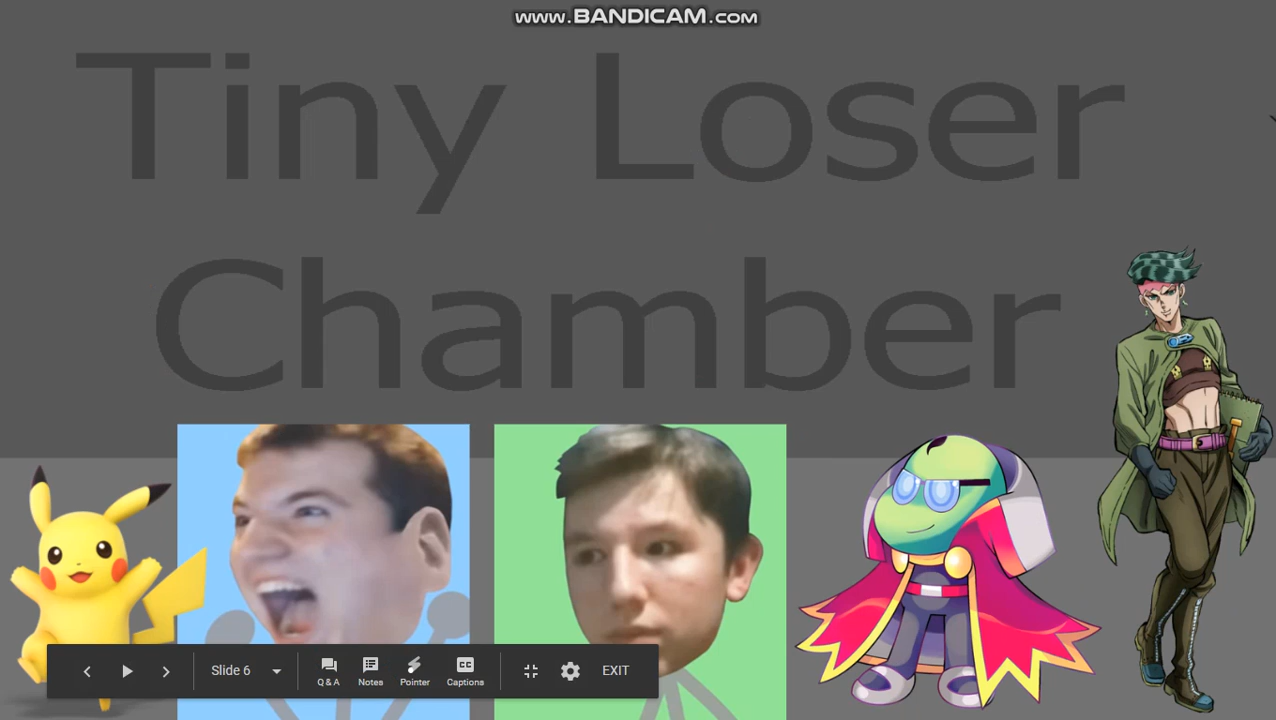 www.BANDICAM.com
Tiny Loser
Chamber
Slide 6
Q & A
Notes
Pointer
CC
Captions
EXIT